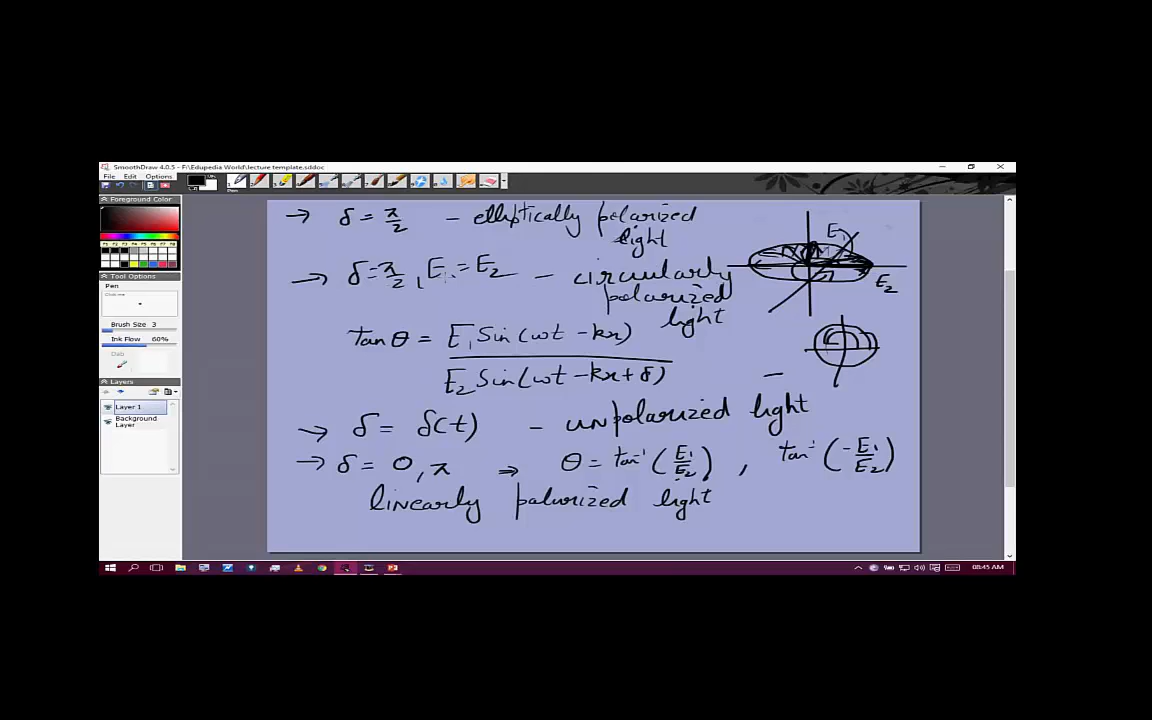 SmoothDraw 4.0.5 - F:\Edupedia World\lecture template.sddoc
File Edit Options
Foreground Color
Tool Options
Pen
Brush Size 3
Ink Flow 60%
Dab
Layers
Layer 1
Background Layer
→ δ = π/2 – elliptically polarized light
→ δ = π/2, E₁ = E₂ – circularly polarized light
tan θ = E₁ Sin(ωt – kx) / E₂ Sin(ωt – kx + δ) –
→ δ = δ(t) – unpolarized light
→ δ = 0, π ⇒ θ = tan⁻¹ (E₁/E₂), tan⁻¹ (-E₁/E₂)
linearly polarized light
E₁
E₂
08:45 AM